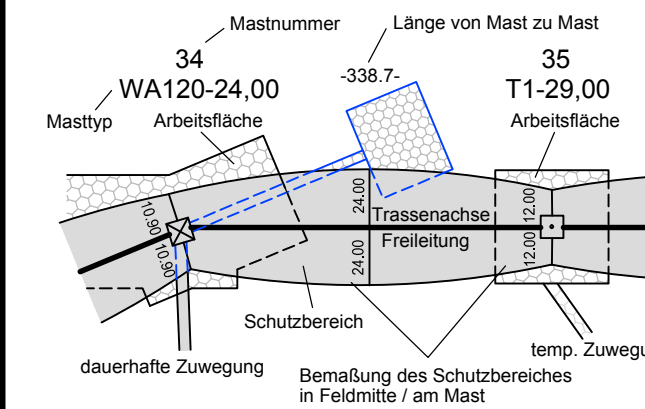 Mastnummer
Länge von Mast zu Mast
34
WA120-24,00
-338.7-
35
T1-29,00
Masttyp
Arbeitsfläche
Arbeitsfläche
10.90
10.90
24.00
24.00
Trassenachse
Freileitung
12.00
12.00
Schutzbereich
dauerhafte Zuwegung
temp. Zuwegu
Bemaßung des Schutzbereiches
in Feldmitte / am Mast